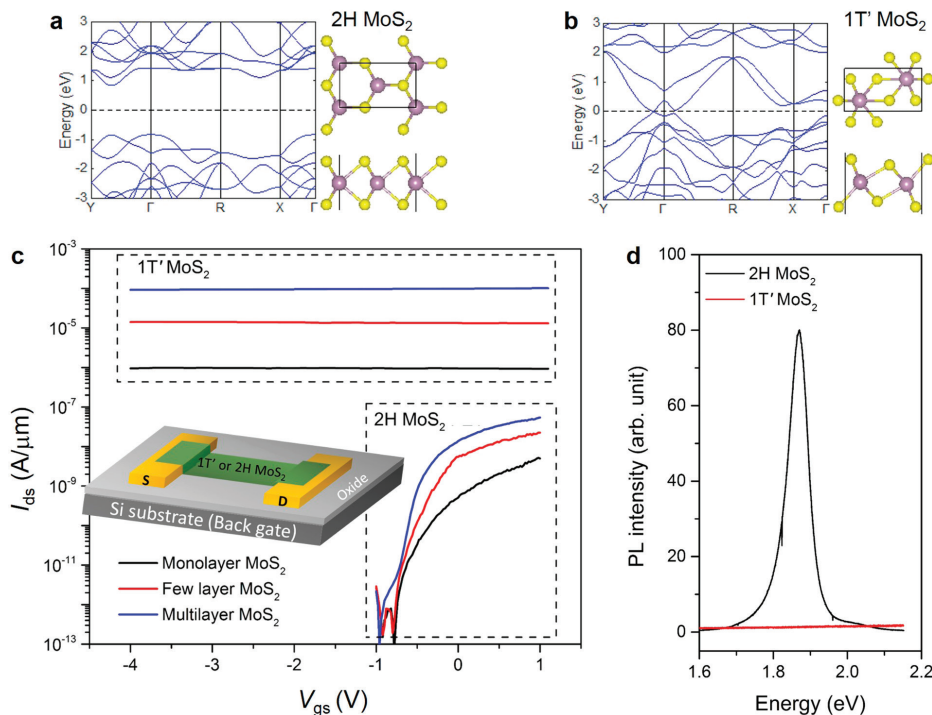 a
2H MoS₂
3
2
1
0
-1
-2
-3
Energy (eV)
Y Γ R X Γ
b
1T’ MoS₂
3
2
1
0
-1
-2
-3
Energy (eV)
Y Γ R X Γ
c
10⁻³
10⁻⁵
10⁻⁷
10⁻⁹
10⁻¹¹
10⁻¹³
I_ds (A/μm)
1T′ MoS₂
2H MoS₂
1T′ or 2H MoS₂
S
D
Oxide
Si substrate (Back gate)
Monolayer MoS₂
Few layer MoS₂
Multilayer MoS₂
-4 -3 -2 -1 0 1
V_gs (V)
d
100
80
60
40
20
0
PL intensity (arb. unit)
2H MoS₂
1T′ MoS₂
1.6 1.8 2.0 2.2
Energy (eV)